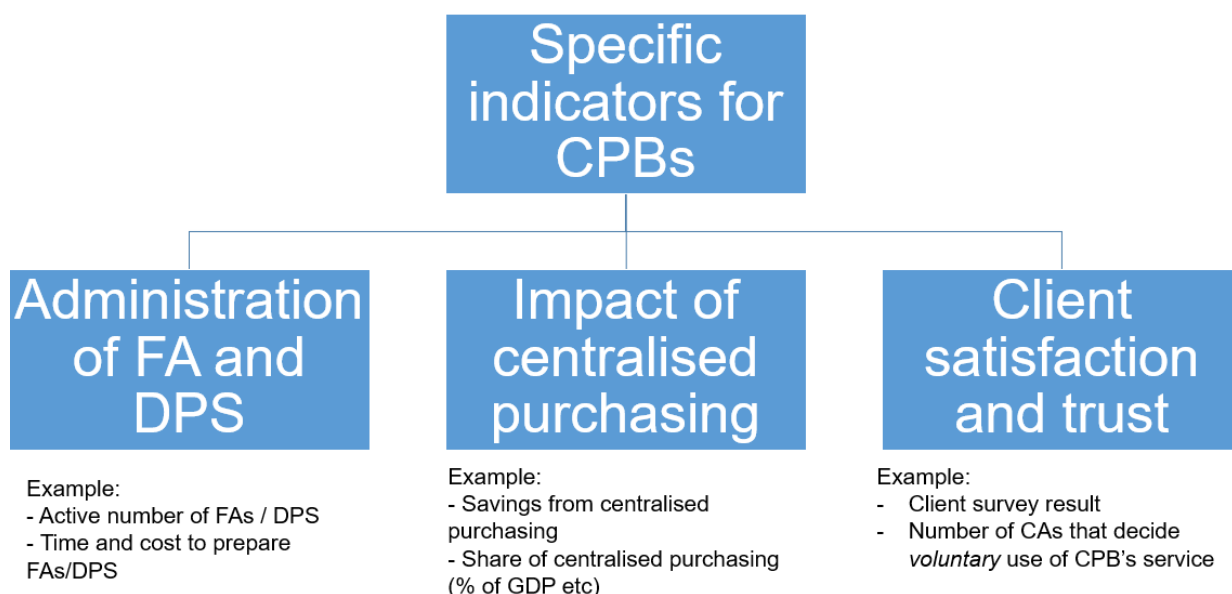 Specific
indicators for
CPBs
Administration
of FA and
DPS
Impact of
centralised
purchasing
Client
satisfaction
and trust
Example:
- Active number of FAs / DPS
- Time and cost to prepare
FAs/DPS
Example:
- Savings from centralised
purchasing
- Share of centralised purchasing
(% of GDP etc)
Example:
- Client survey result
- Number of CAs that decide
voluntary use of CPB's service